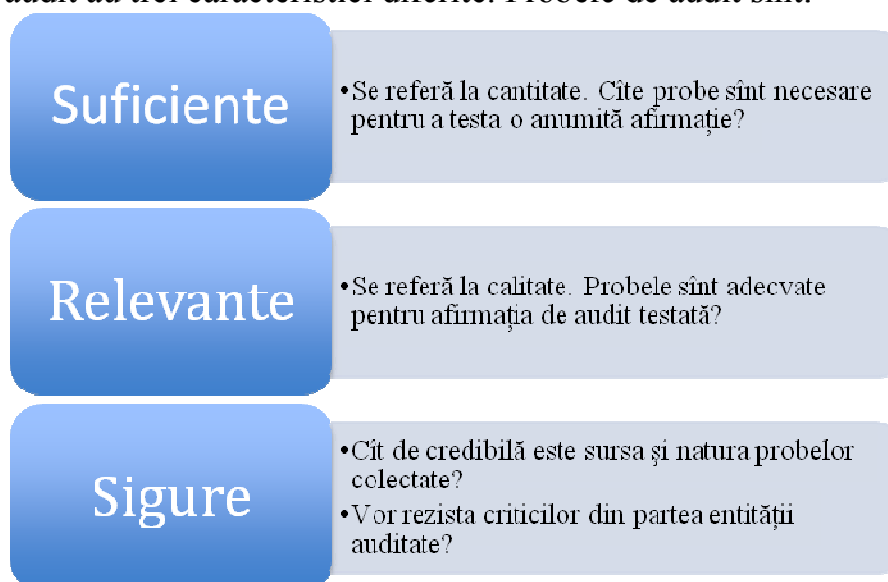 audit au trei caracteristici diferite. Probele de audit sînt:
Suficiente
•Se referă la cantitate. Cîte probe sînt necesare
pentru a testa o anumită afirmație?
Relevante
•Se referă la calitate. Probele sînt adecvate
pentru afirmația de audit testată?
Sigure
•Cît de credibilă este sursa și natura probelor
colectate?
•Vor rezista criticilor din partea entității
auditate?